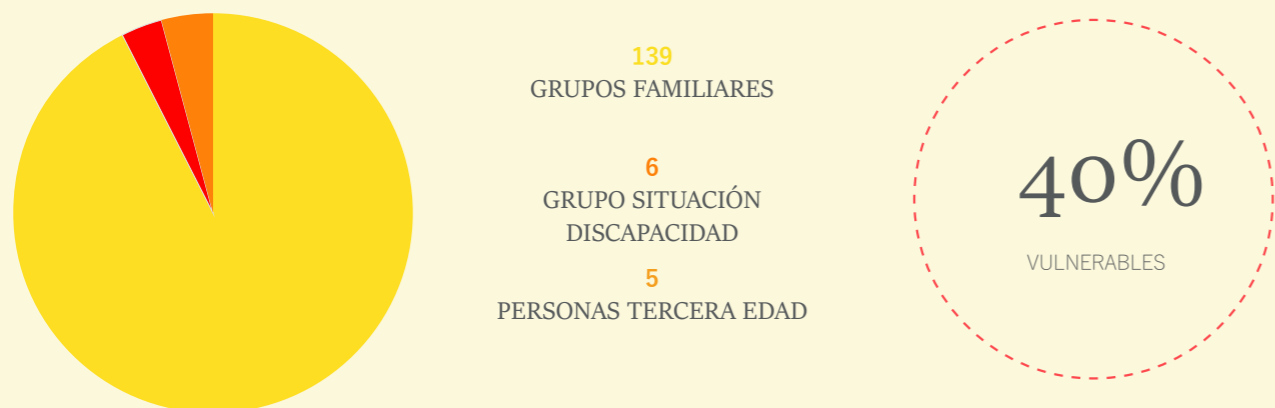 139
GRUPOS FAMILIARES
6
GRUPO SITUACIÓN
DISCAPACIDAD
5
PERSONAS TERCERA EDAD
40%
VULNERABLES